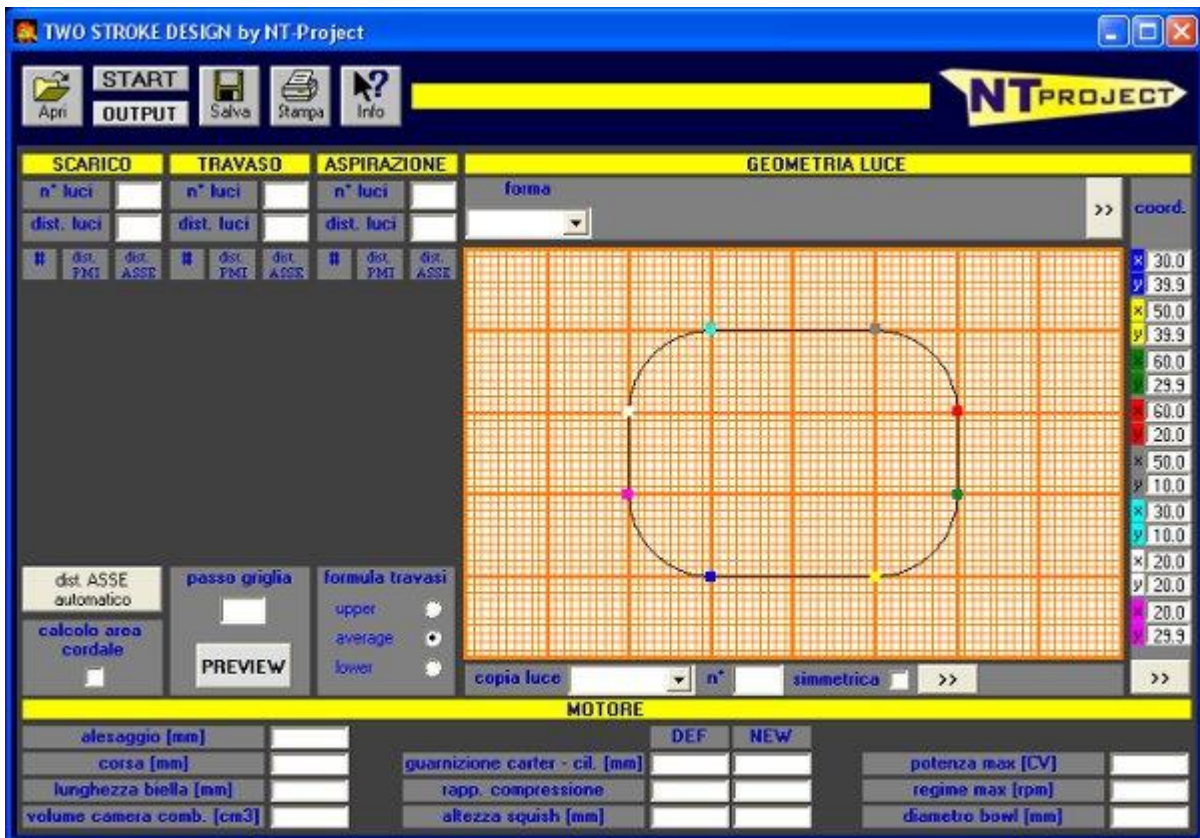 TWO STROKE DESIGN by NT-Project
START
OUTPUT
Apri
Salva
Stampa
Info
NTPROJECT
SCARICO
TRAVASO
ASPIRAZIONE
GEOMETRIA LUCE
n° luci
n° luci
n° luci
dist. luci
dist. luci
dist. luci
forma
>>
coord.
# dist. PMI dist. ASSE
# dist. PMI dist. ASSE
# dist. PMI dist. ASSE
x 30.0
y 39.9
x 50.0
y 39.9
x 60.0
y 29.9
x 60.0
y 20.0
x 50.0
y 10.0
x 30.0
y 10.0
x 20.0
y 20.0
x 20.0
y 29.9
dist. ASSE
automatico
calcolo area
cordale
passo griglia
PREVIEW
formula travasi
upper
average
lower
copia luce
n°
simmetrica
>>
>>
MOTORE
DEF
NEW
alesaggio [mm]
corsa [mm]
lunghezza biella [mm]
volume camera comb. [cm3]
guarnizione carter - cil. [mm]
rapp. compressione
altezza squish [mm]
potenza max [CV]
regime max [rpm]
diametro bowl [mm]